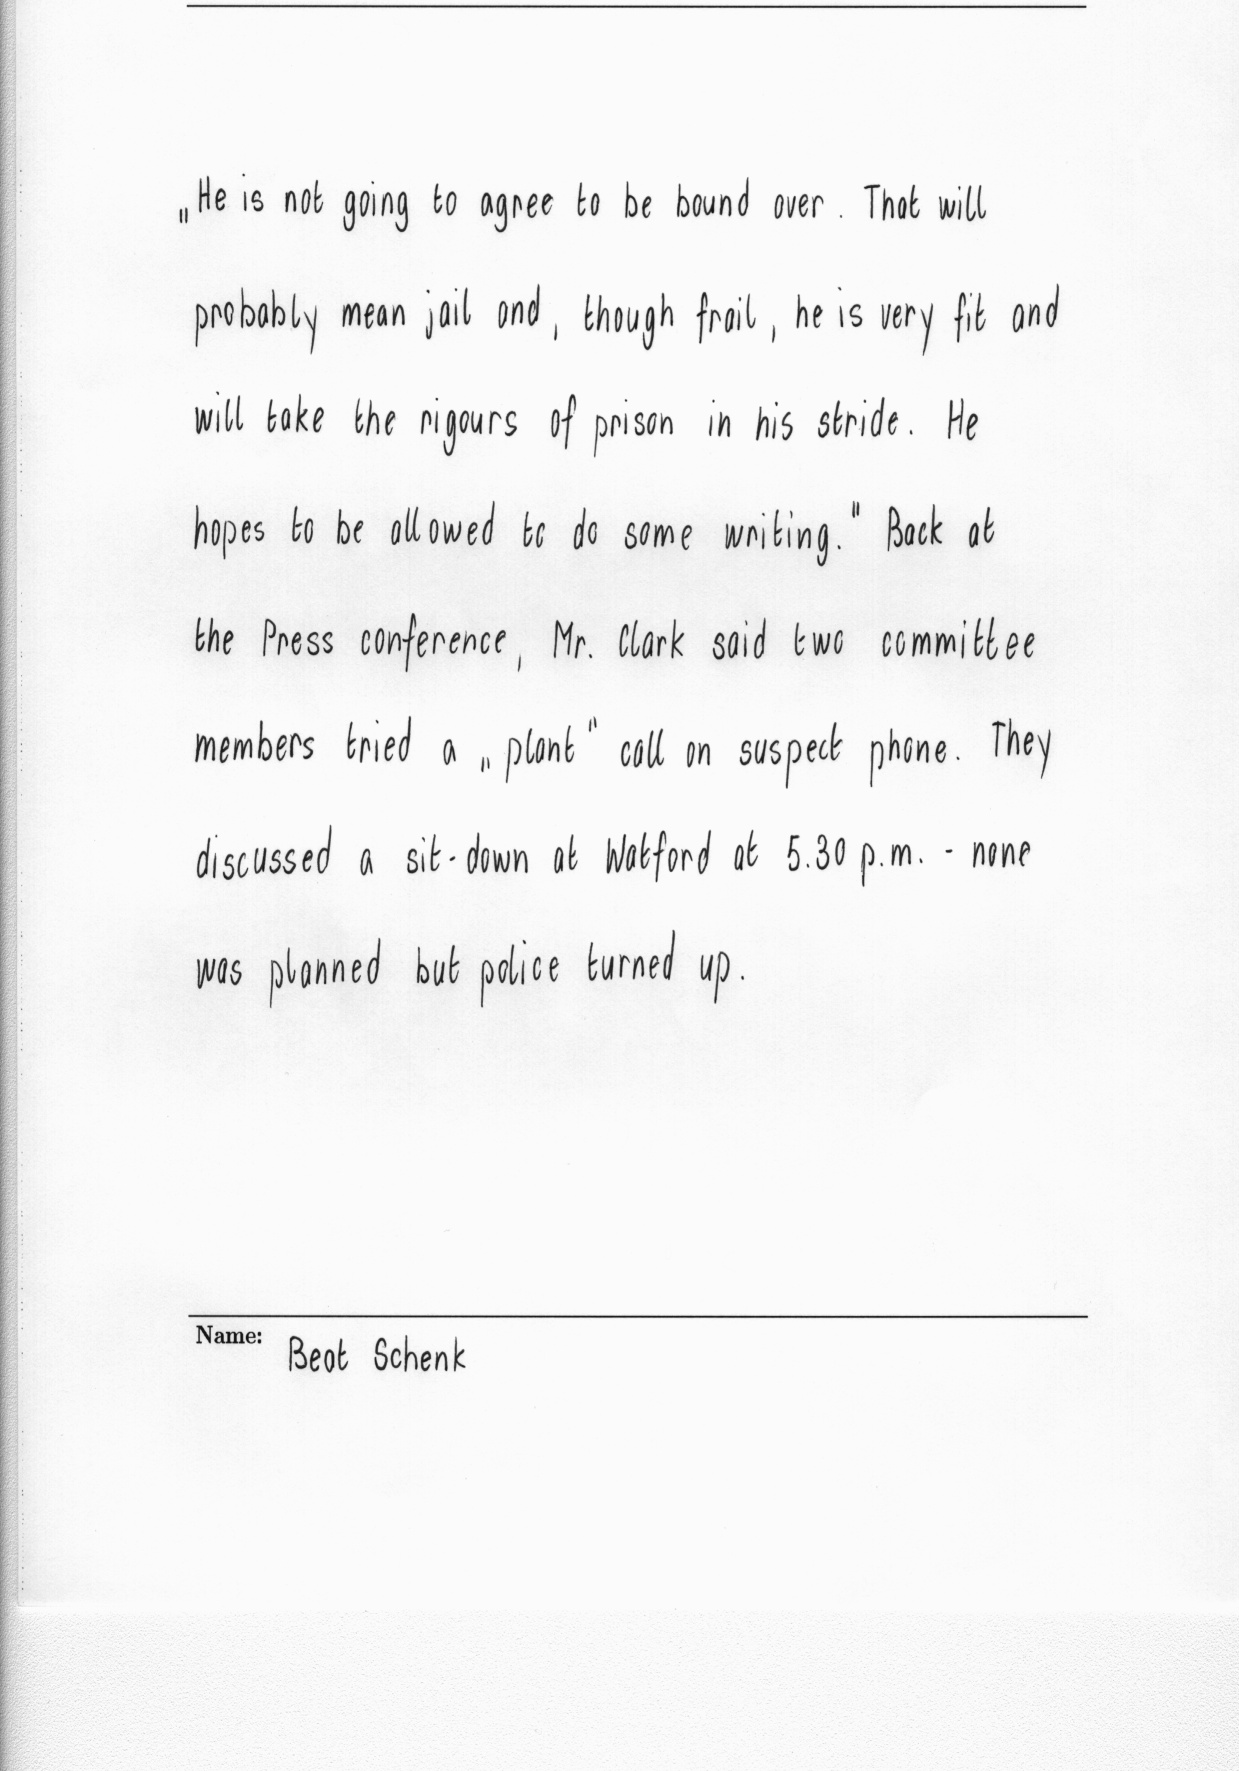 „He is not going to agree to be bound over. That will
probably mean jail and, though frail, he is very fit and
will take the rigours of prison in his stride. He
hopes to be allowed to do some writing." Back at
the Press conference, Mr. Clark said two committee
members tried a „plant" call on suspect phone. They
discussed a sit-down at Watford at 5.30 p.m. - none
was planned but police turned up.
Name: Beat Schenk